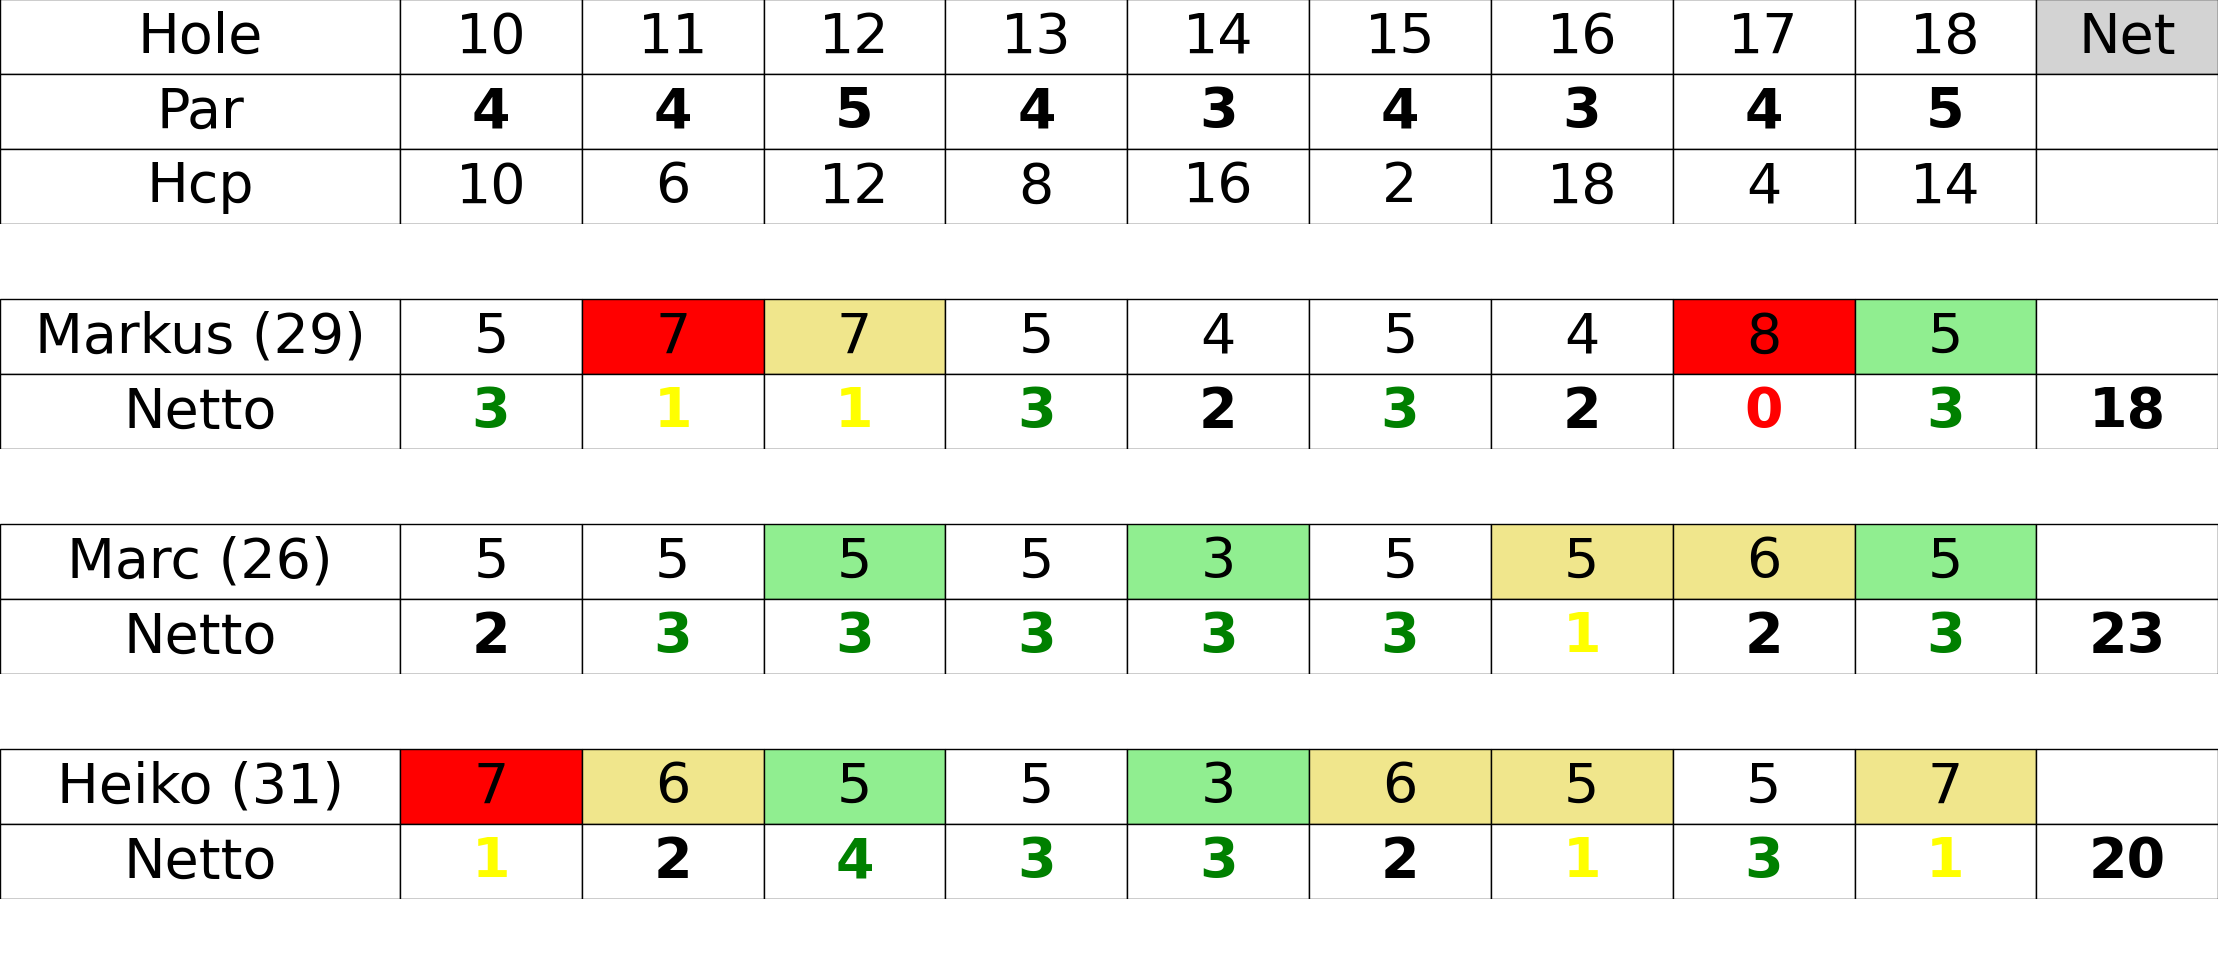 Hole 10 11 12 13 14 15 16 17 18 Net
Par 4 4 5 4 3 4 3 4 5
Hcp 10 6 12 8 16 2 18 4 14
Markus (29) 5 7 7 5 4 5 4 8 5
Netto 3 1 1 3 2 3 2 0 3 18
Marc (26) 5 5 5 5 3 5 5 6 5
Netto 2 3 3 3 3 3 1 2 3 23
Heiko (31) 7 6 5 5 3 6 5 5 7
Netto 1 2 4 3 3 2 1 3 1 20